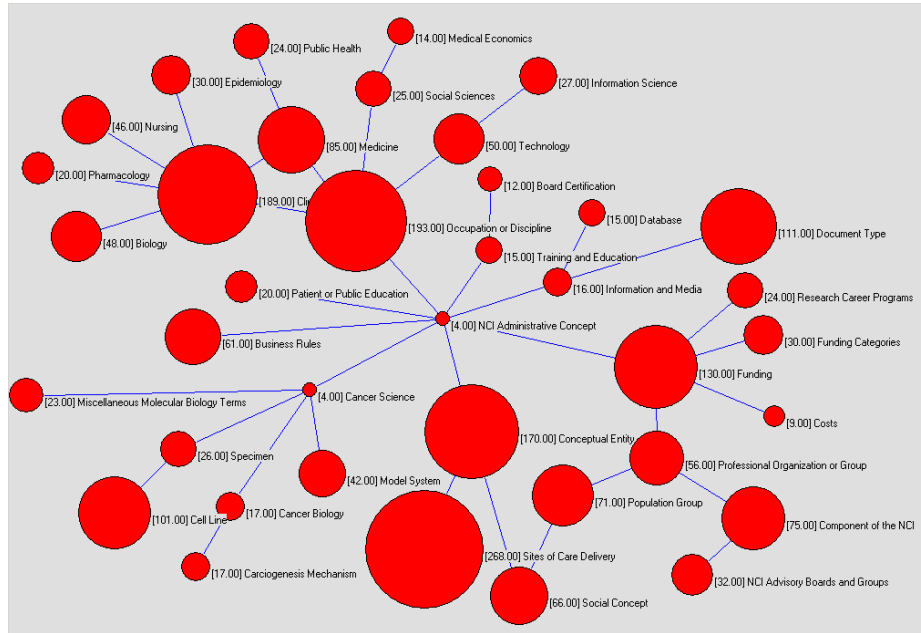 [14.00] Medical Economics
[24.00] Public Health
[30.00] Epidemiology
[27.00] Information Science
[25.00] Social Sciences
[46.00] Nursing
[85.00] Medicine
[50.00] Technology
[20.00] Pharmacology
[12.00] Board Certification
[189.00] Cli
[15.00] Database
[193.00] Occupation or Discipline
[111.00] Document Type
[48.00] Biology
[15.00] Training and Education
[16.00] Information and Media
[20.00] Patient or Public Education
[24.00] Research Career Programs
[4.00] NCI Administrative Concept
[61.00] Business Rules
[30.00] Funding Categories
[130.00] Funding
[4.00] Cancer Science
[23.00] Miscellaneous Molecular Biology Terms
[9.00] Costs
[170.00] Conceptual Entity
[26.00] Specimen
[56.00] Professional Organization or Group
[42.00] Model System
[71.00] Population Group
[101.00] Cell Line
[17.00] Cancer Biology
[75.00] Component of the NCI
[268.00] Sites of Care Delivery
[17.00] Carciogenesis Mechanism
[32.00] NCI Advisory Boards and Groups
[66.00] Social Concept